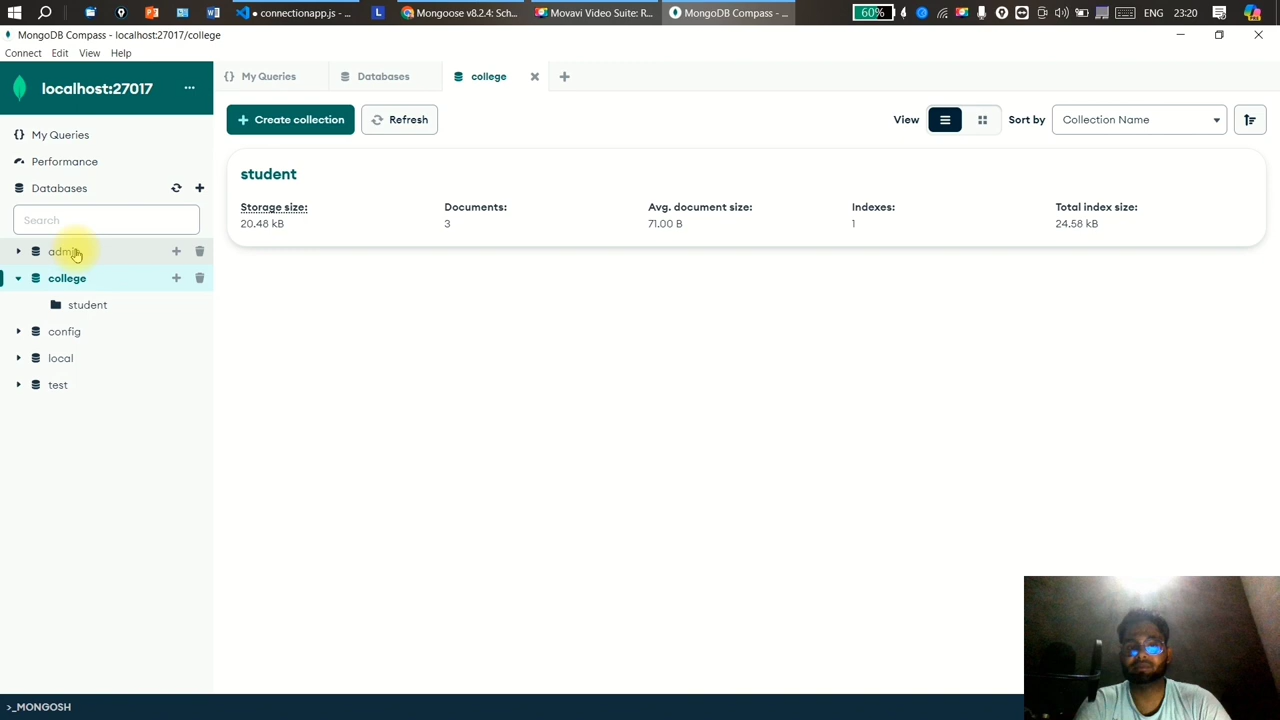 connectionapp.js - ...
Mongoose v8.2.4: Sch...
Movavi Video Suite: R...
MongoDB Compass - ...
60%
ENG
23:20
MongoDB Compass - localhost:27017/college
Connect Edit View Help
localhost:27017
...
{} My Queries
Databases
college
Create collection
Refresh
View
Sort by
Collection Name
My Queries
Performance
Databases
Search
student
Storage size:
20.48 kB
Documents:
3
Avg. document size:
71.00 B
Indexes:
1
Total index size:
24.58 kB
admin
college
student
config
local
test
>_MONGOSH